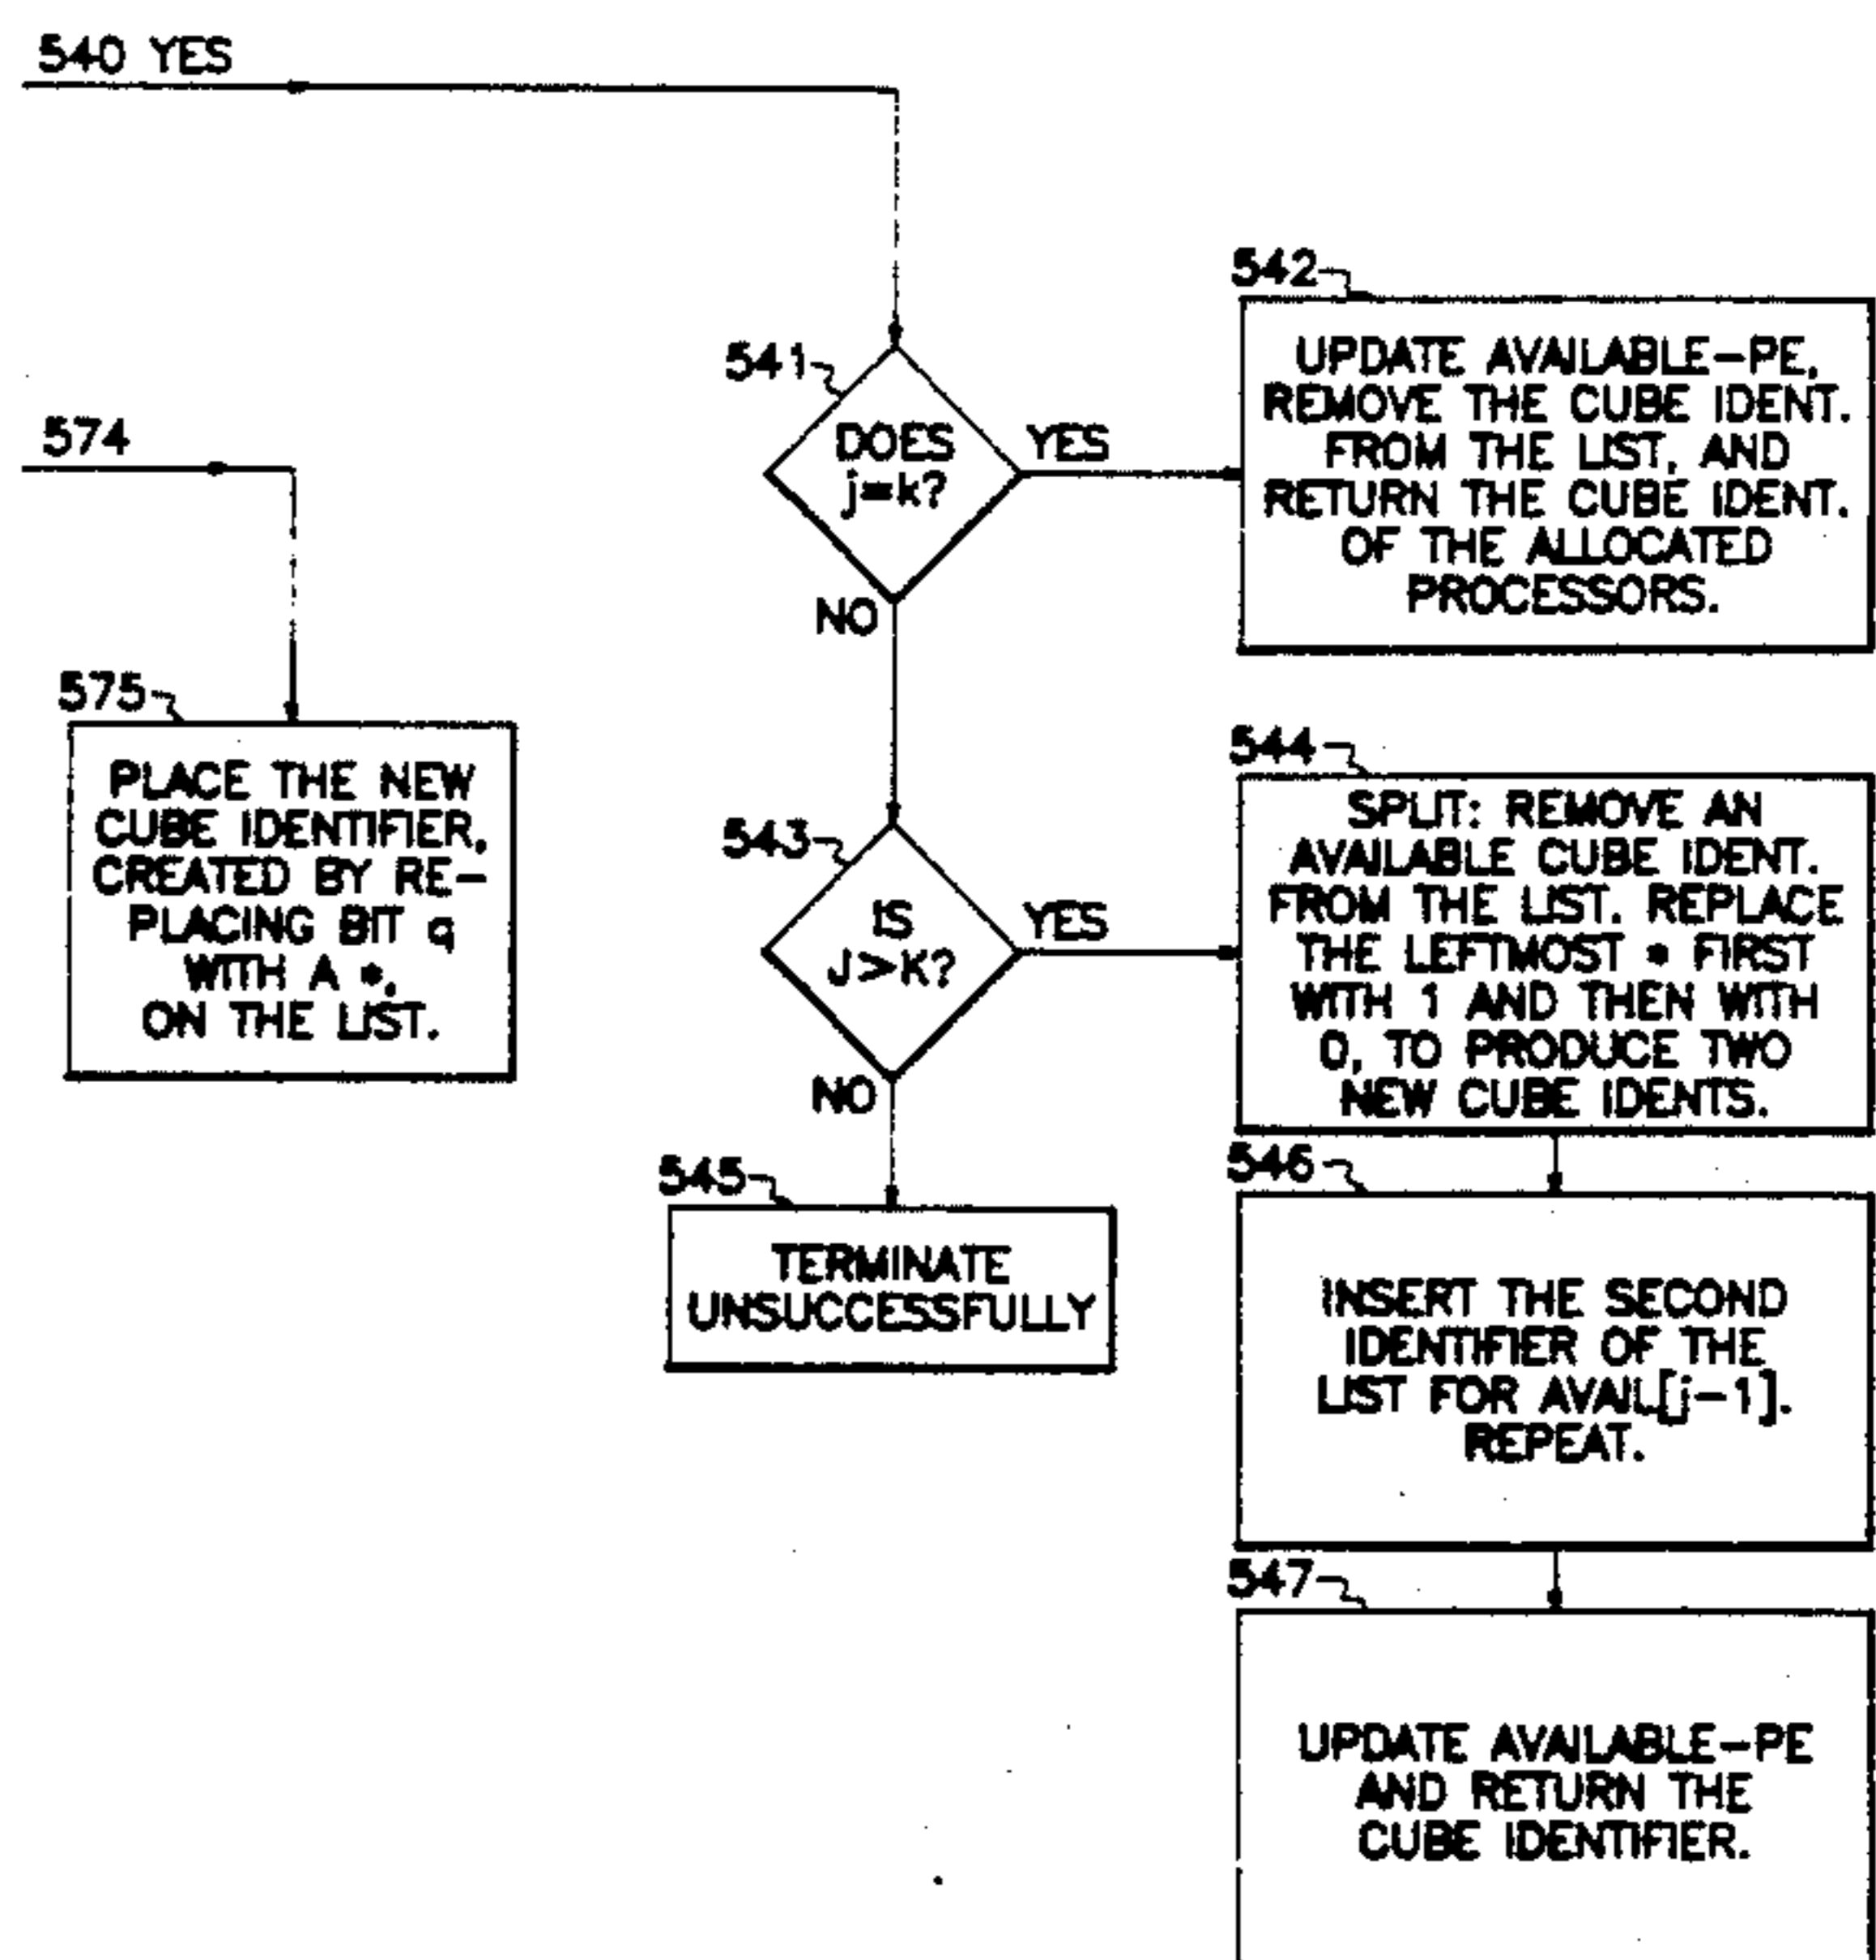 540 YES
542
UPDATE AVAILABLE-PE,
REMOVE THE CUBE IDENT.
FROM THE LIST, AND
RETURN THE CUBE IDENT.
OF THE ALLOCATED
PROCESSORS.
541
DOES
j=k?
YES
NO
574
575
PLACE THE NEW
CUBE IDENTIFIER,
CREATED BY RE-
PLACING BIT q
WITH A *,
ON THE LIST.
543
IS
J>K?
YES
NO
544
SPLIT: REMOVE AN
AVAILABLE CUBE IDENT.
FROM THE LIST. REPLACE
THE LEFTMOST * FIRST
WITH 1 AND THEN WITH
0, TO PRODUCE TWO
NEW CUBE IDENTS.
545
TERMINATE
UNSUCCESSFULLY
546
INSERT THE SECOND
IDENTIFIER OF THE
LIST FOR AVAIL[j-1].
REPEAT.
547
UPDATE AVAILABLE-PE
AND RETURN THE
CUBE IDENTIFIER.